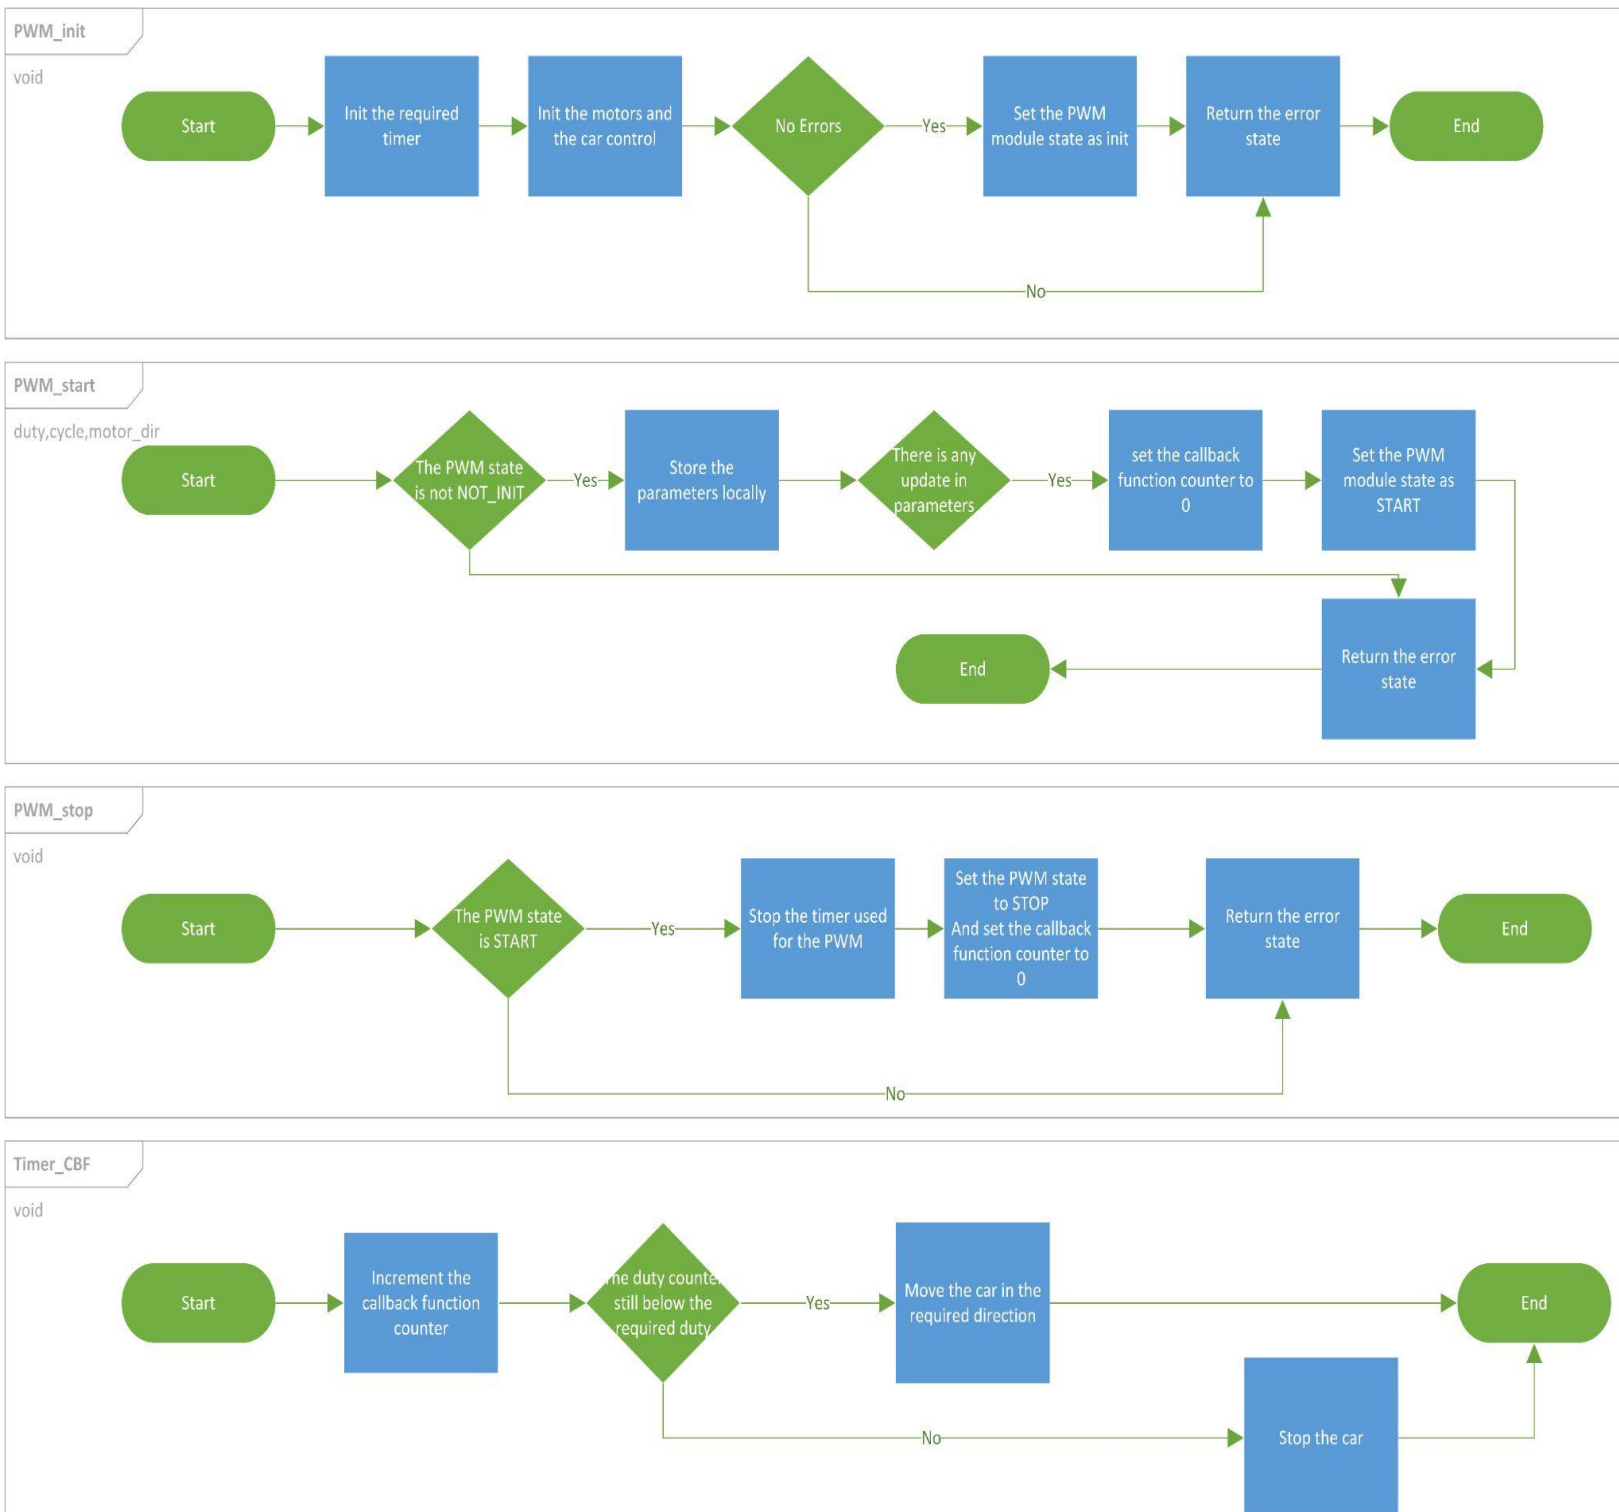 PWM_init
void
Start
Init the required
timer
Init the motors and
the car control
No Errors
Yes
Set the PWM
module state as init
Return the error
state
End
No
PWM_start
duty,cycle,motor_dir
Start
The PWM state
is not NOT_INIT
Yes
Store the
parameters locally
There is any
update in
parameters
Yes
set the callback
function counter to
0
Set the PWM
module state as
START
Return the error
state
End
PWM_stop
void
Start
The PWM state
is START
Yes
Stop the timer used
for the PWM
Set the PWM state
to STOP
And set the callback
function counter to
0
Return the error
state
End
No
Timer_CBF
void
Start
Increment the
callback function
counter
The duty counter
still below the
required duty
Yes
Move the car in the
required direction
End
No
Stop the car